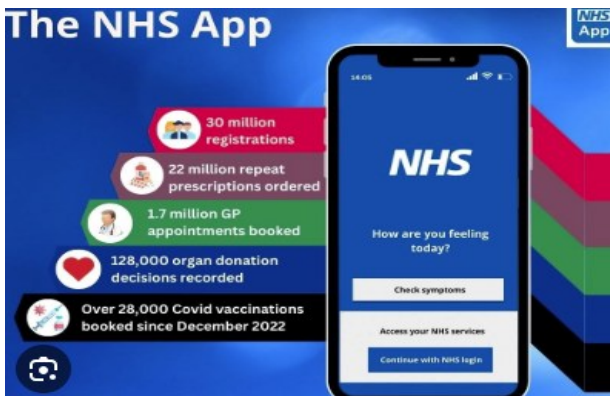 The NHS App
NHS
App
30 million
registrations
22 million repeat
prescriptions ordered
1.7 million GP
appointments booked
128,000 organ donation
decisions recorded
Over 28,000 Covid vaccinations
booked since December 2022
14:05
NHS
How are you feeling
today?
Check symptoms
Access your NHS services
Continue with NHS login